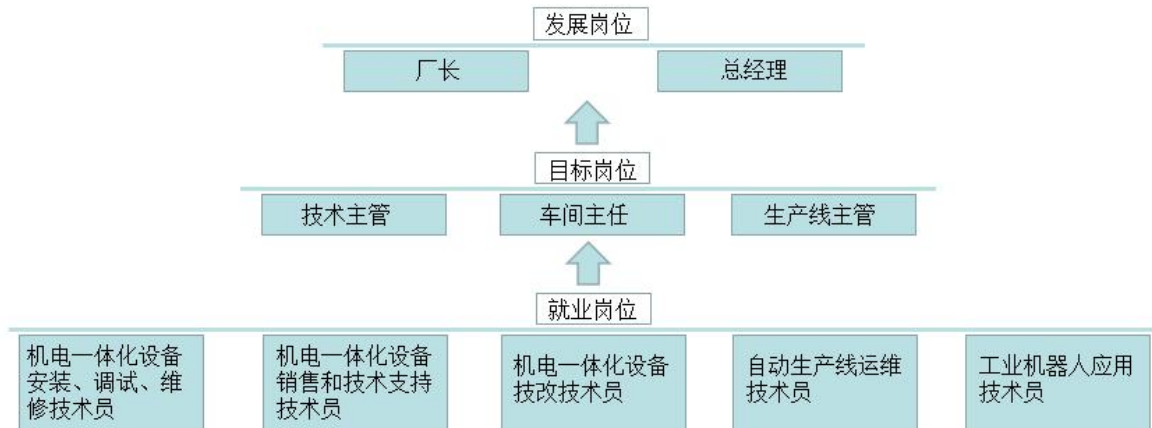 发展岗位
厂长
总经理
目标岗位
技术主管
车间主任
生产线主管
就业岗位
机电一体化设备
安装、调试、维
修技术员
机电一体化设备
销售和技术支持
技术员
机电一体化设备
技改技术员
自动生产线运维
技术员
工业机器人应用
技术员